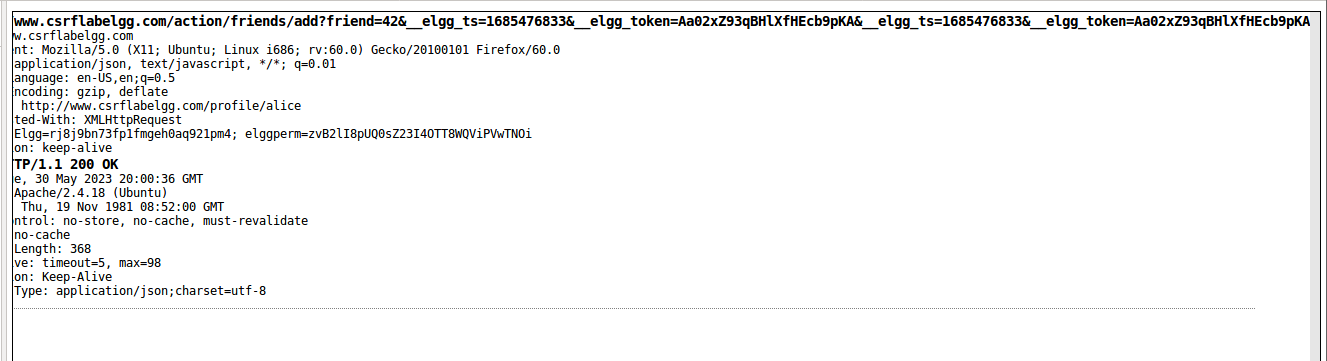 www.csrflabelgg.com/action/friends/add?friend=42&__elgg_ts=1685476833&__elgg_token=Aa02xZ93qBHlXfHEcb9pKA&__elgg_ts=1685476833&__elgg_token=Aa02xZ93qBHlXfHEcb9pKA
w.csrflabelgg.com
nt: Mozilla/5.0 (X11; Ubuntu; Linux i686; rv:60.0) Gecko/20100101 Firefox/60.0
application/json, text/javascript, */*; q=0.01
anguage: en-US,en;q=0.5
ncoding: gzip, deflate
http://www.csrflabelgg.com/profile/alice
ted-With: XMLHttpRequest
Elgg=rj8j9bn73fp1fmgeh0aq921pm4; elggperm=zvB2lI8pUQ0sZ23I4OTT8WQViPVwTNOi
on: keep-alive
TP/1.1 200 OK
e, 30 May 2023 20:00:36 GMT
Apache/2.4.18 (Ubuntu)
Thu, 19 Nov 1981 08:52:00 GMT
ntrol: no-store, no-cache, must-revalidate
no-cache
Length: 368
ve: timeout=5, max=98
on: Keep-Alive
Type: application/json;charset=utf-8